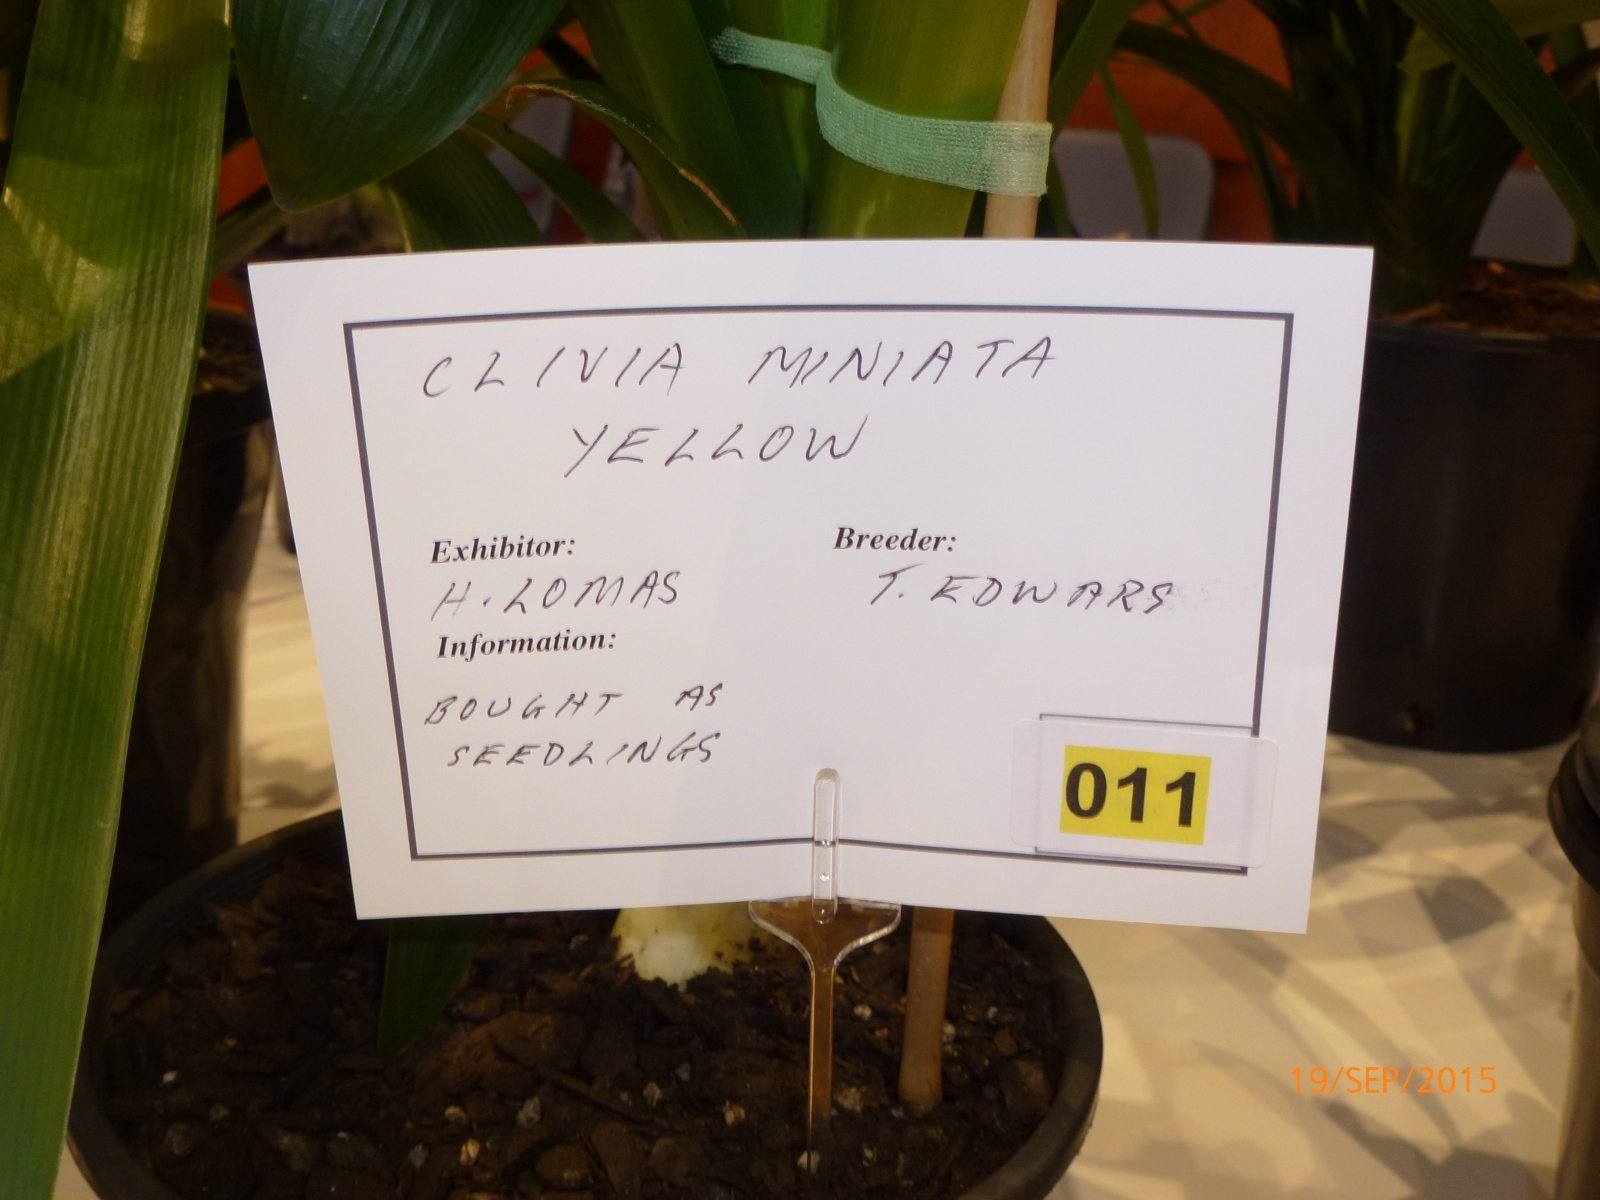 CLIVIA MINIATA
YELLOW
Exhibitor:
H. LOMAS
Breeder:
T. EDWARS
Information:
BOUGHT AS
SEEDLINGS
011
19/SEP/2015